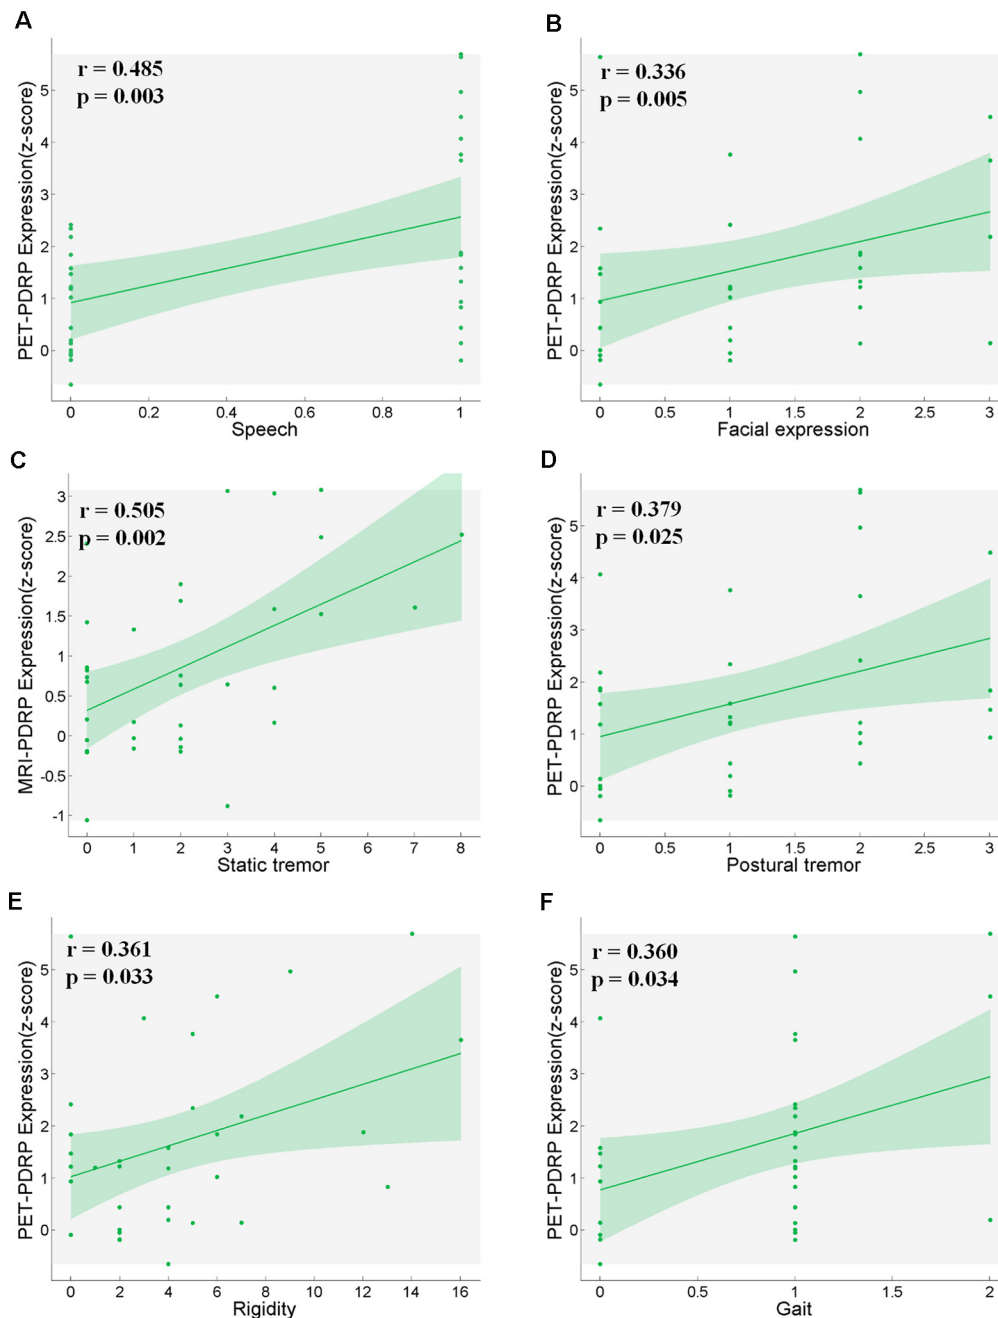 A
r = 0.485
p = 0.003
PET-PDRP Expression(z-score)
5
4
3
2
1
0
0 0.2 0.4 0.6 0.8 1
Speech
B
r = 0.336
p = 0.005
PET-PDRP Expression(z-score)
5
4
3
2
1
0
0 0.5 1 1.5 2 2.5 3
Facial expression
C
r = 0.505
p = 0.002
MRI-PDRP Expression(z-score)
3
2.5
2
1.5
1
0.5
0
-0.5
-1
0 1 2 3 4 5 6 7 8
Static tremor
D
r = 0.379
p = 0.025
PET-PDRP Expression(z-score)
5
4
3
2
1
0
0 0.5 1 1.5 2 2.5 3
Postural tremor
E
r = 0.361
p = 0.033
PET-PDRP Expression(z-score)
5
4
3
2
1
0
0 2 4 6 8 10 12 14 16
Rigidity
F
r = 0.360
p = 0.034
PET-PDRP Expression(z-score)
5
4
3
2
1
0
0 0.5 1 1.5 2
Gait